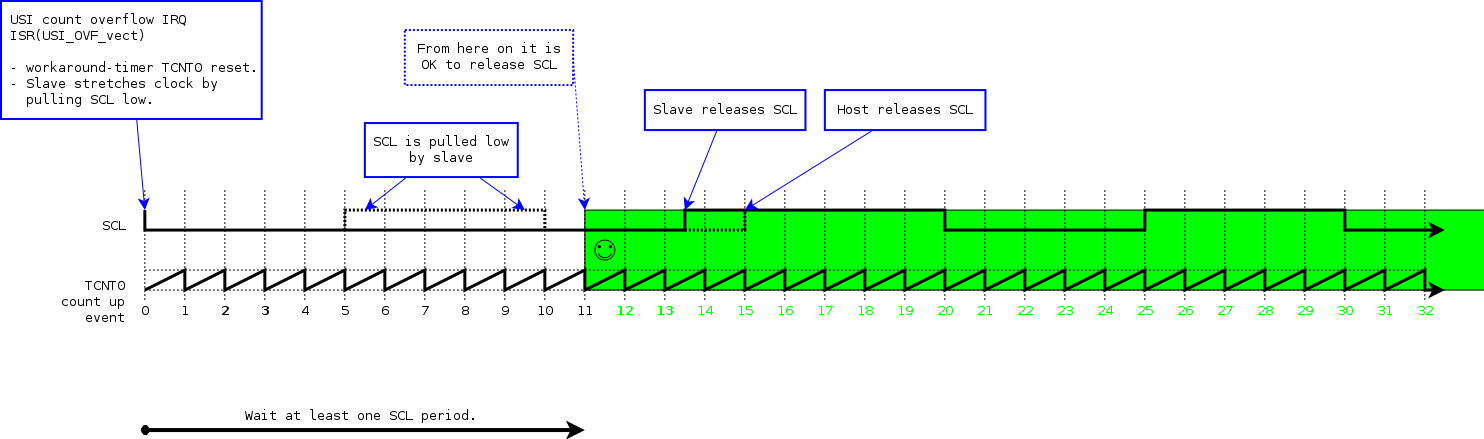 USI count overflow IRQ
ISR(USI_OVF_vect)
- workaround-timer TCNT0 reset.
- Slave stretches clock by
pulling SCL low.
From here on it is
OK to release SCL
SCL is pulled low
by slave
Slave releases SCL
Host releases SCL
SCL
TCNT0
count up
event
0 1 2 3 4 5 6 7 8 9 10 11 12 13 14 15 16 17 18 19 20 21 22 23 24 25 26 27 28 29 30 31 32
Wait at least one SCL period.